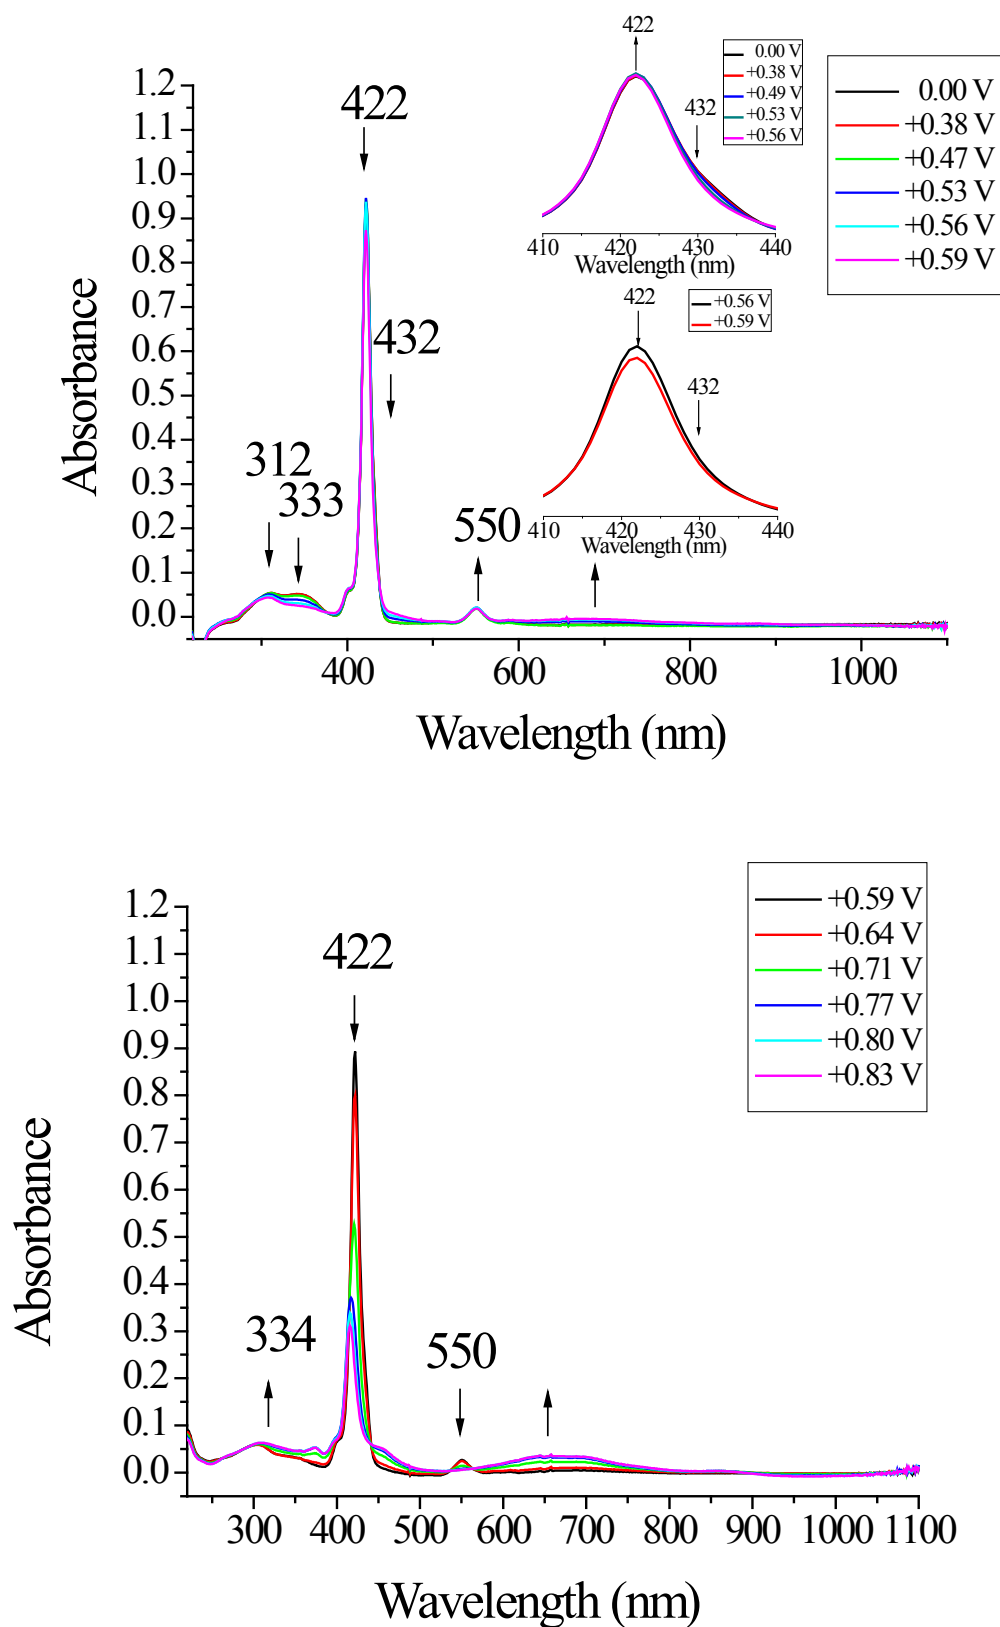 422
0.00 V
+0.38 V
+0.49 V
+0.53 V
+0.56 V
432
410 420 430 440
Wavelength (nm)
0.00 V
+0.38 V
+0.47 V
+0.53 V
+0.56 V
+0.59 V
422
+0.56 V
+0.59 V
432
410 420 430 440
Wavelength (nm)
1.2
1.1
1.0
0.9
0.8
0.7
0.6
0.5
0.4
0.3
0.2
0.1
0.0
Absorbance
422
432
312
333
550
400 600 800 1000
Wavelength (nm)
+0.59 V
+0.64 V
+0.71 V
+0.77 V
+0.80 V
+0.83 V
1.2
1.1
1.0
0.9
0.8
0.7
0.6
0.5
0.4
0.3
0.2
0.1
0.0
Absorbance
422
334
550
300 400 500 600 700 800 900 1000 1100
Wavelength (nm)